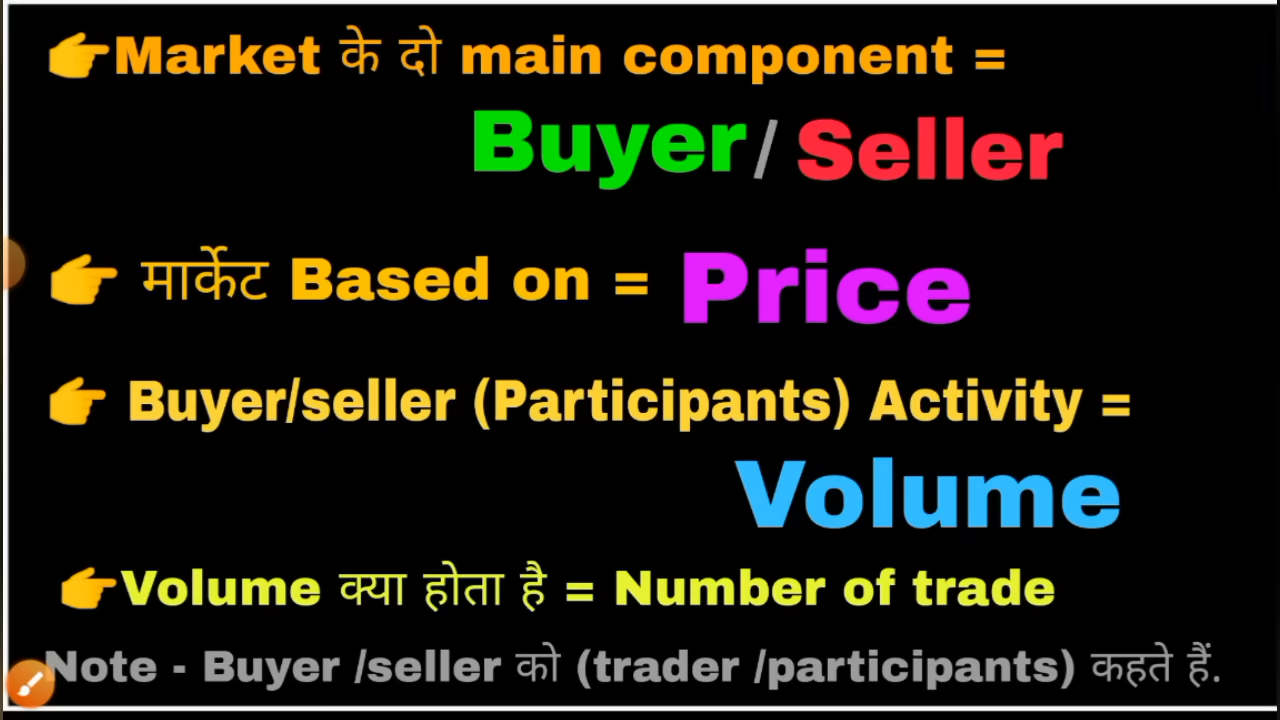 👉Market के दो main component =
Buyer/Seller
👉 मार्केट Based on = Price
👉 Buyer/seller (Participants) Activity =
Volume
👉Volume क्या होता है = Number of trade
Note - Buyer /seller को (trader /participants) कहते हैं.